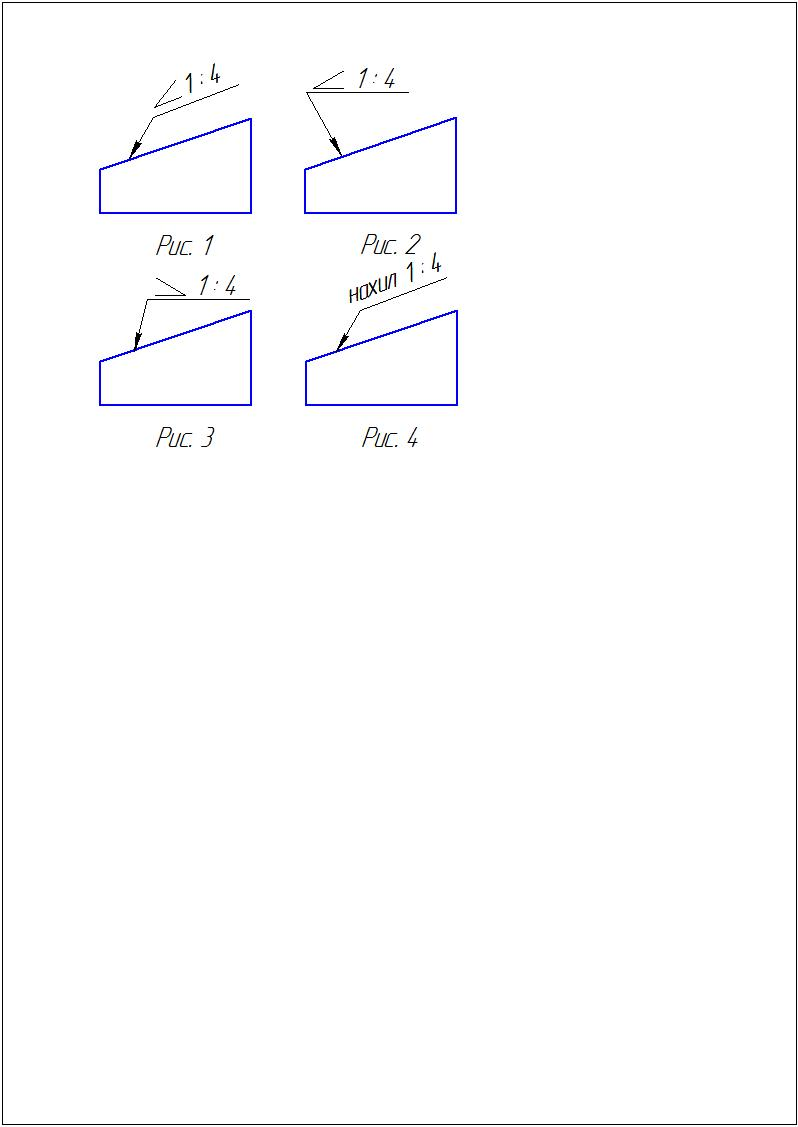 ∠ 1:4
∠ 1:4
Рис. 1
Рис. 2
1:4
нахил 1:4
Рис. 3
Рис. 4